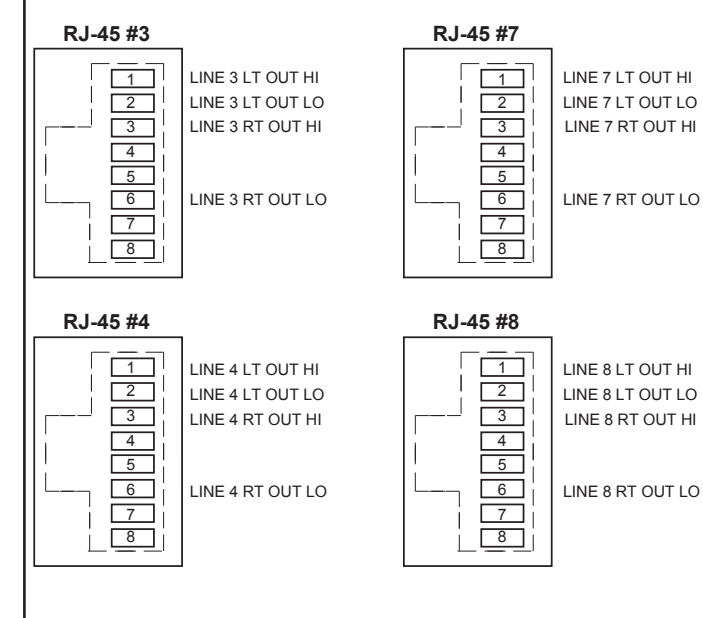 RJ-45 #3
1 LINE 3 LT OUT HI
2 LINE 3 LT OUT LO
3 LINE 3 RT OUT HI
4
5
6 LINE 3 RT OUT LO
7
8
RJ-45 #7
1 LINE 7 LT OUT HI
2 LINE 7 LT OUT LO
3 LINE 7 RT OUT HI
4
5
6 LINE 7 RT OUT LO
7
8
RJ-45 #4
1 LINE 4 LT OUT HI
2 LINE 4 LT OUT LO
3 LINE 4 RT OUT HI
4
5
6 LINE 4 RT OUT LO
7
8
RJ-45 #8
1 LINE 8 LT OUT HI
2 LINE 8 LT OUT LO
3 LINE 8 RT OUT HI
4
5
6 LINE 8 RT OUT LO
7
8